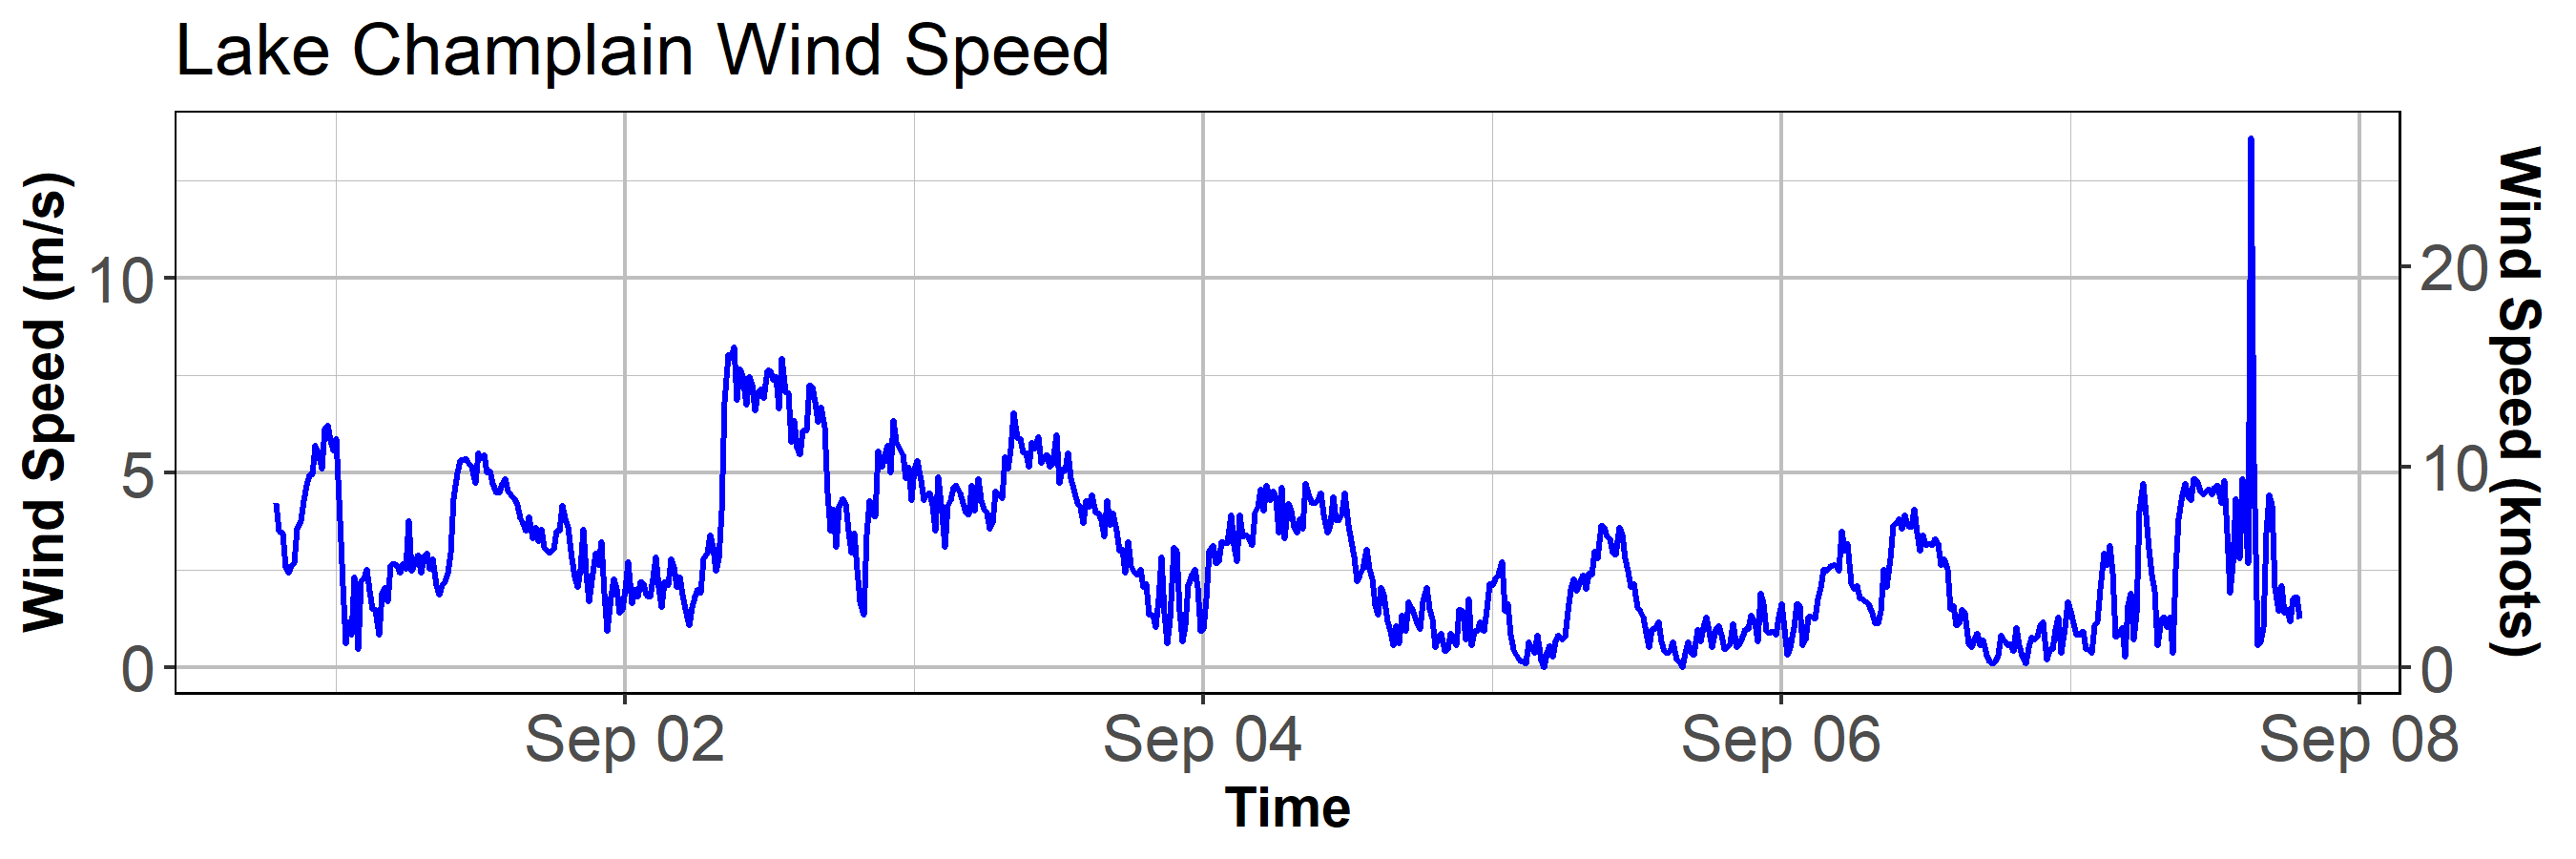 Lake Champlain Wind Speed
Wind Speed (m/s)
10
5
0
20
10
0
Wind Speed (knots)
Sep 02 Sep 04 Sep 06 Sep 08
Time